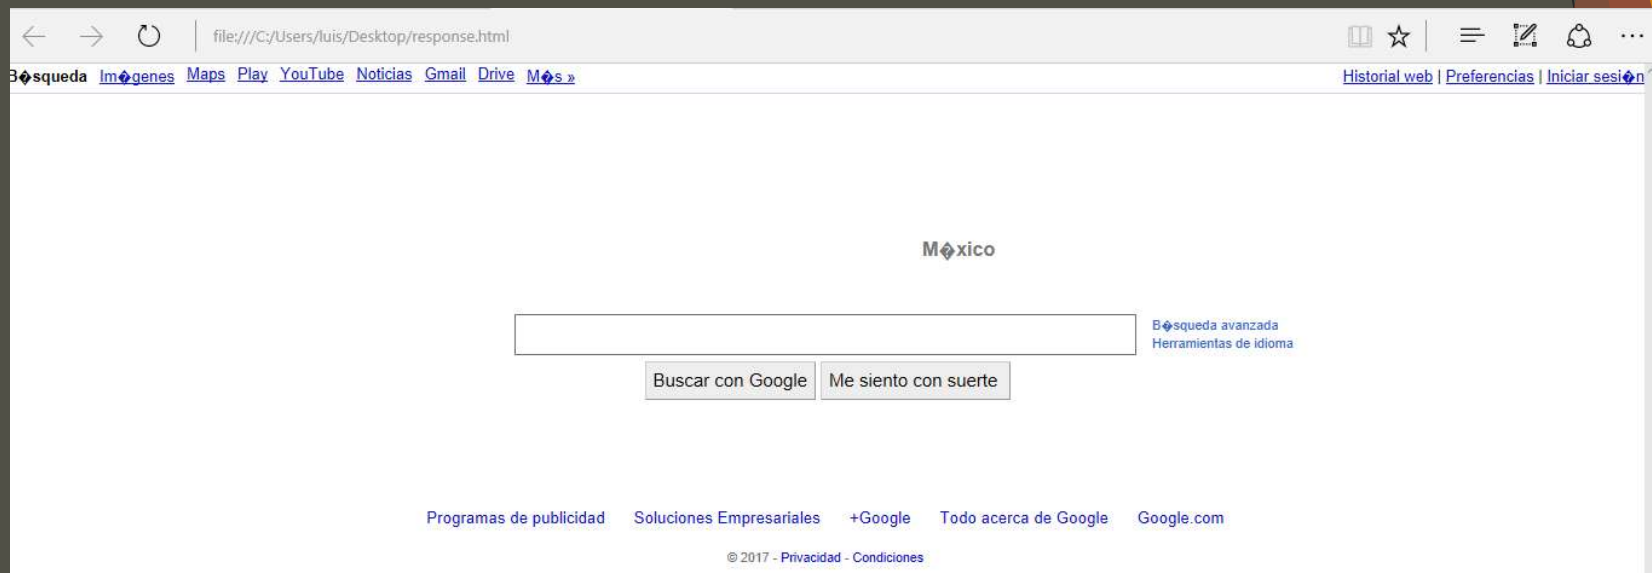 file:///C:/Users/luis/Desktop/response.html
B�squeda Im�genes Maps Play YouTube Noticias Gmail Drive M�s » Historial web | Preferencias | Iniciar sesi�n
M�xico
B�squeda avanzada
Herramientas de idioma
Buscar con Google Me siento con suerte
Programas de publicidad Soluciones Empresariales +Google Todo acerca de Google Google.com
© 2017 - Privacidad - Condiciones